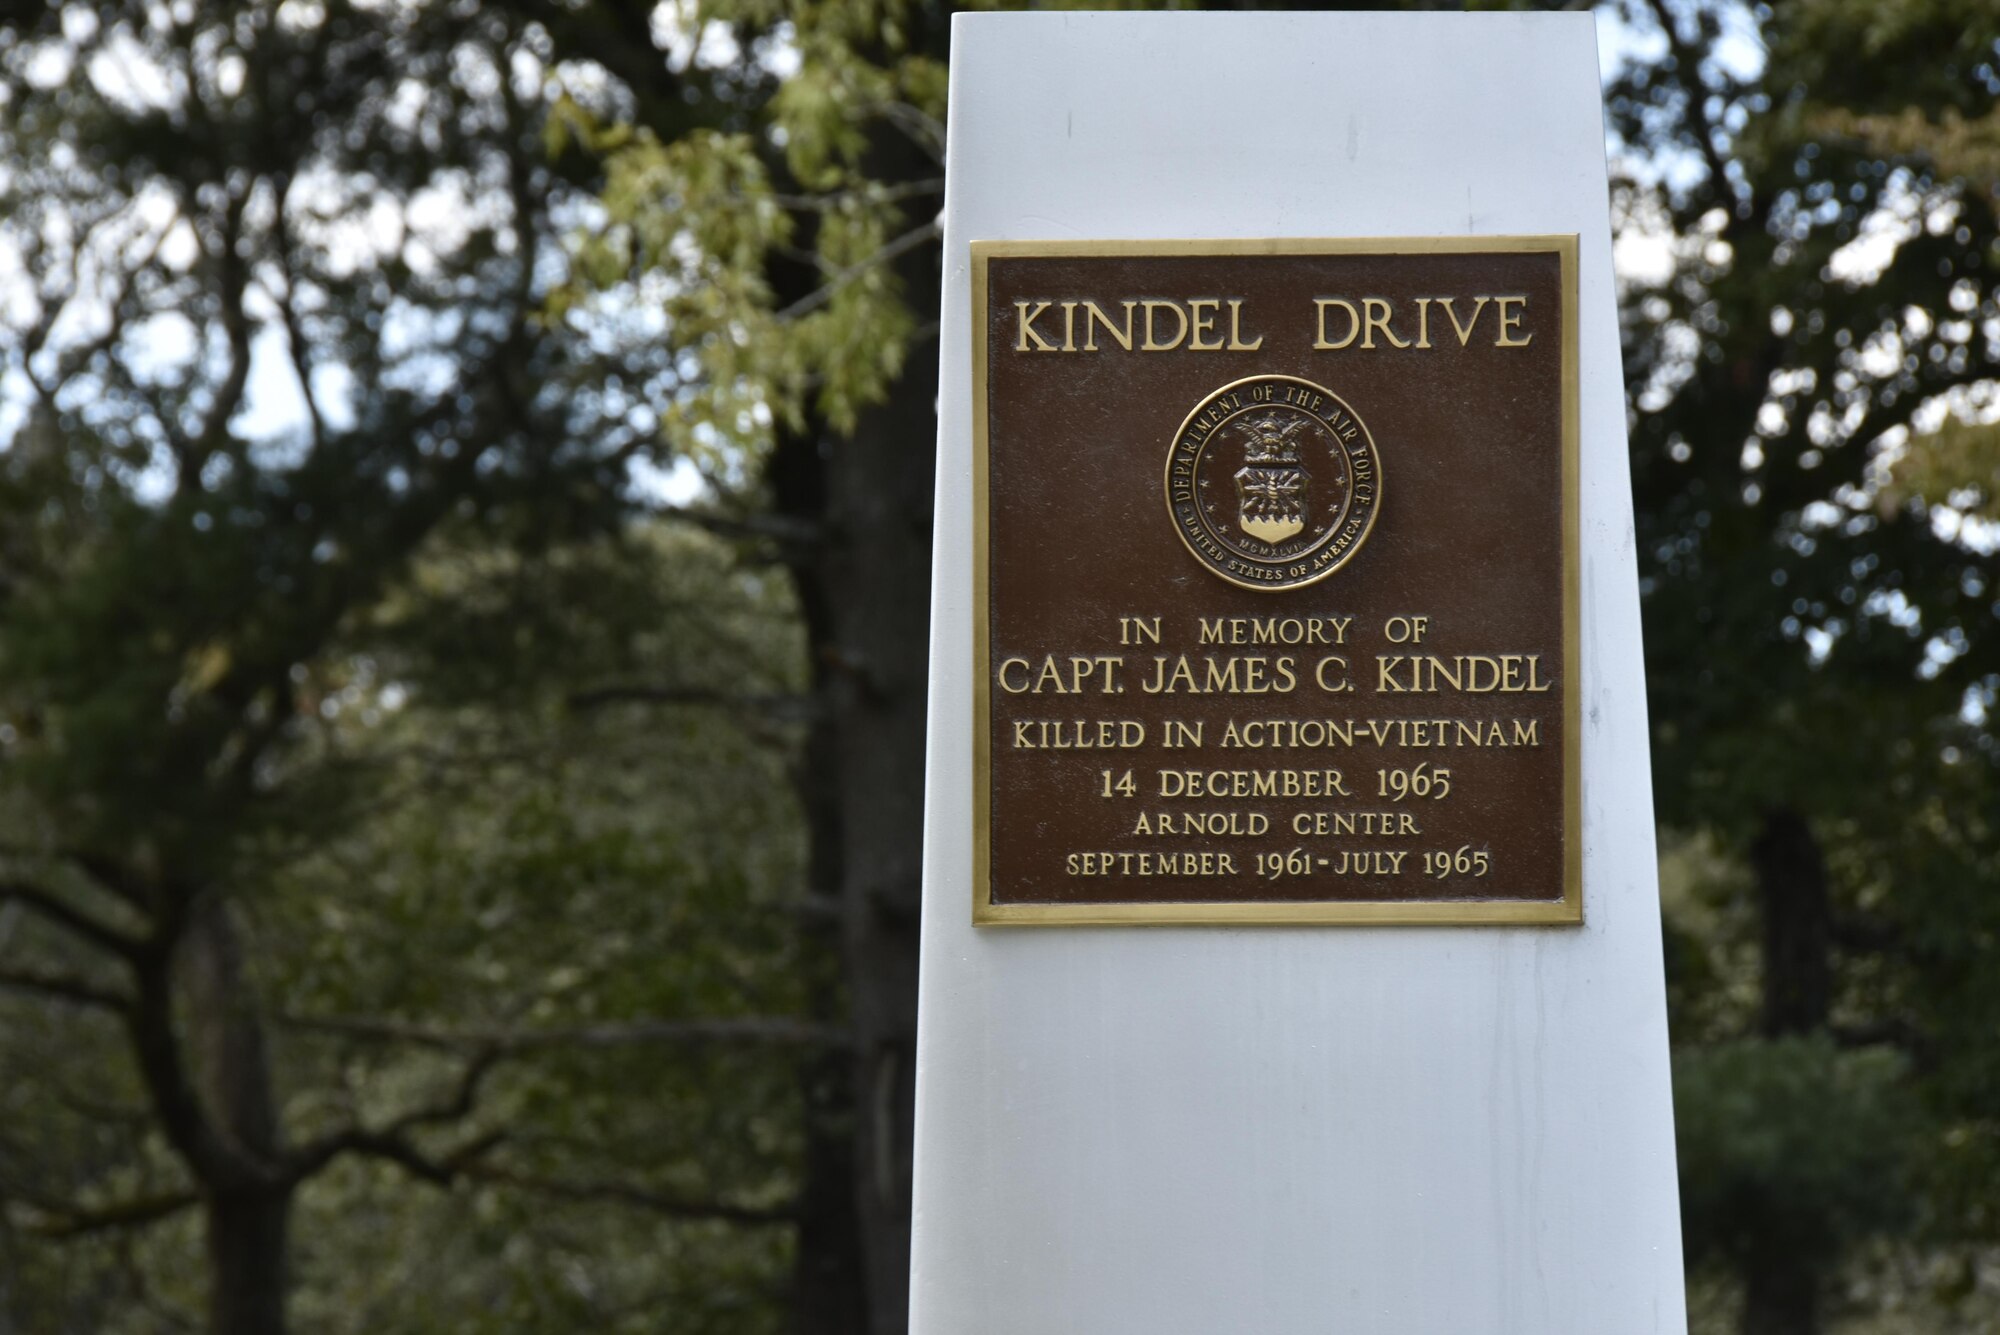 KINDEL DRIVE
DEPARTMENT OF THE AIR FORCE
MCMXLVII
UNITED STATES OF AMERICA
IN MEMORY OF
CAPT. JAMES C. KINDEL
KILLED IN ACTION-VIETNAM
14 DECEMBER 1965
ARNOLD CENTER
SEPTEMBER 1961-JULY 1965